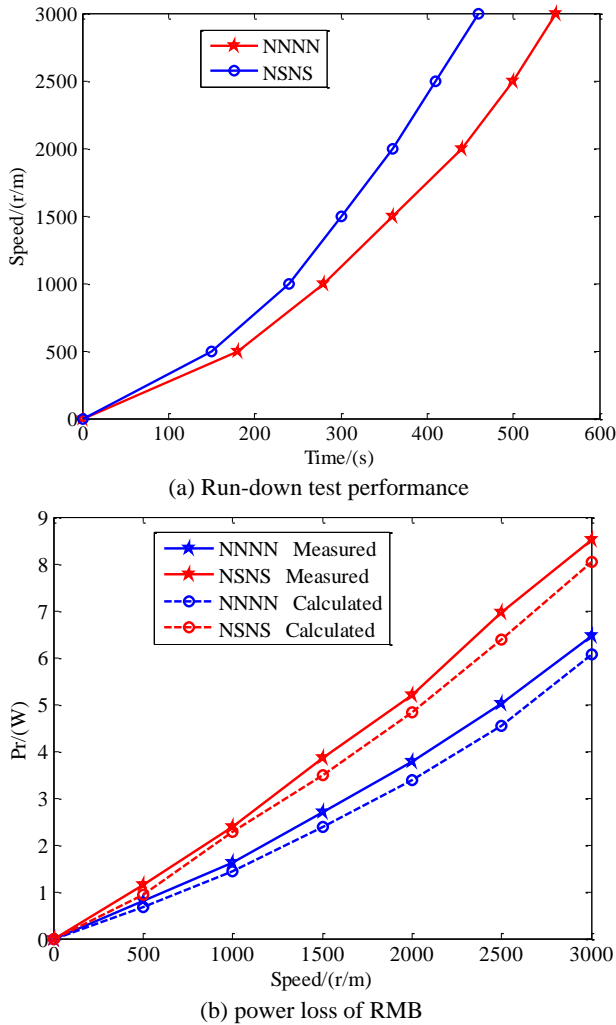 3000
NNNN
NSNS
2500
2000
1500
1000
500
0
0 100 200 300 400 500 600
Speed/(r/m)
Time/(s)
(a) Run-down test performance
9
NNNN Measured
NSNS Measured
NNNN Calculated
NSNS Calculated
8
7
6
5
4
3
2
1
0
0 500 1000 1500 2000 2500 3000
Pr/(W)
Speed/(r/m)
(b) power loss of RMB